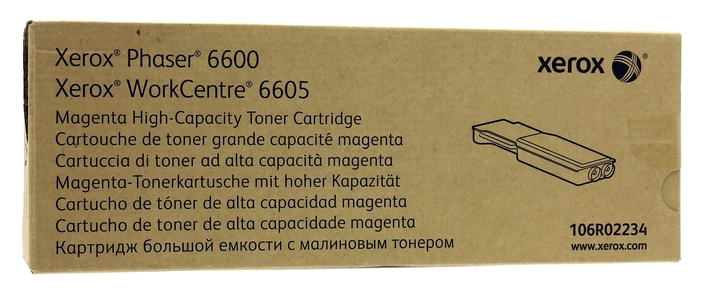 Xerox® Phaser® 6600
Xerox® WorkCentre® 6605
xerox
Magenta High-Capacity Toner Cartridge
Cartouche de toner grande capacité magenta
Cartuccia di toner ad alta capacità magenta
Magenta-Tonerkartusche mit hoher Kapazität
Cartucho de tóner de alta capacidad magenta
Cartucho de toner de alta capacidade magenta
Картридж большой емкости с малиновым тонером
106R02234
www.xerox.com